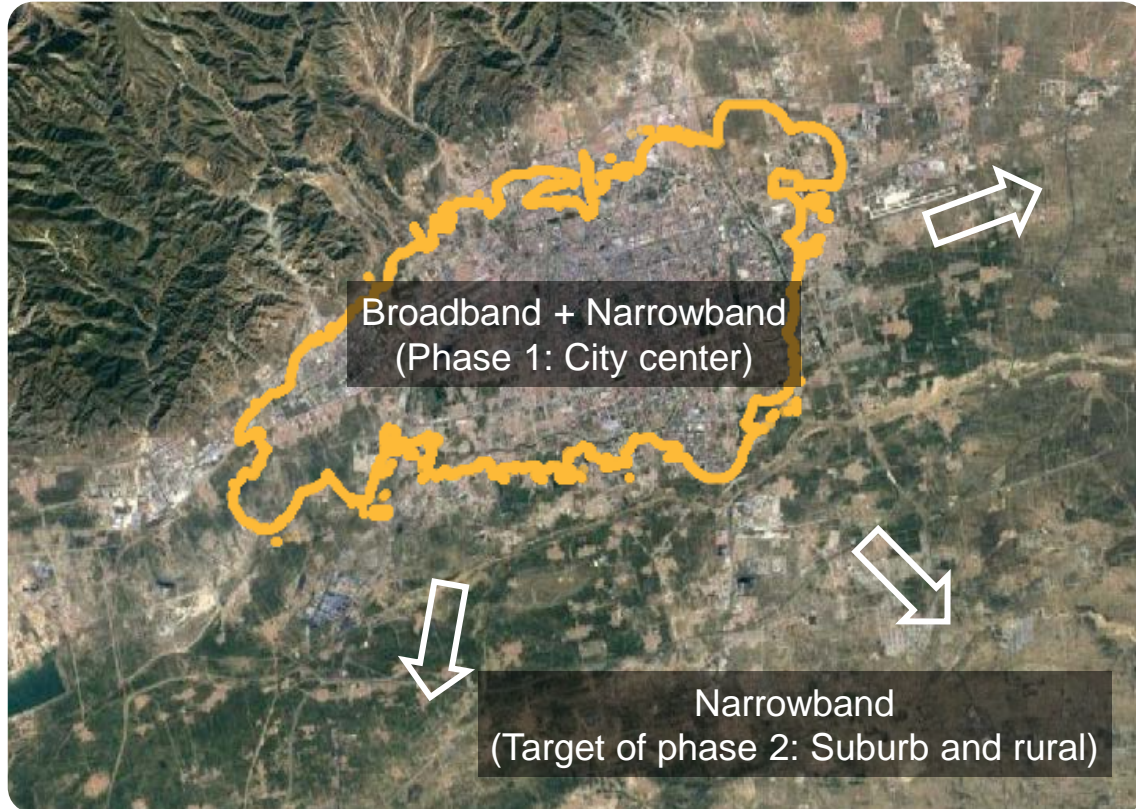 Broadband + Narrowband
(Phase 1: City center)
Narrowband
(Target of phase 2: Suburb and rural)